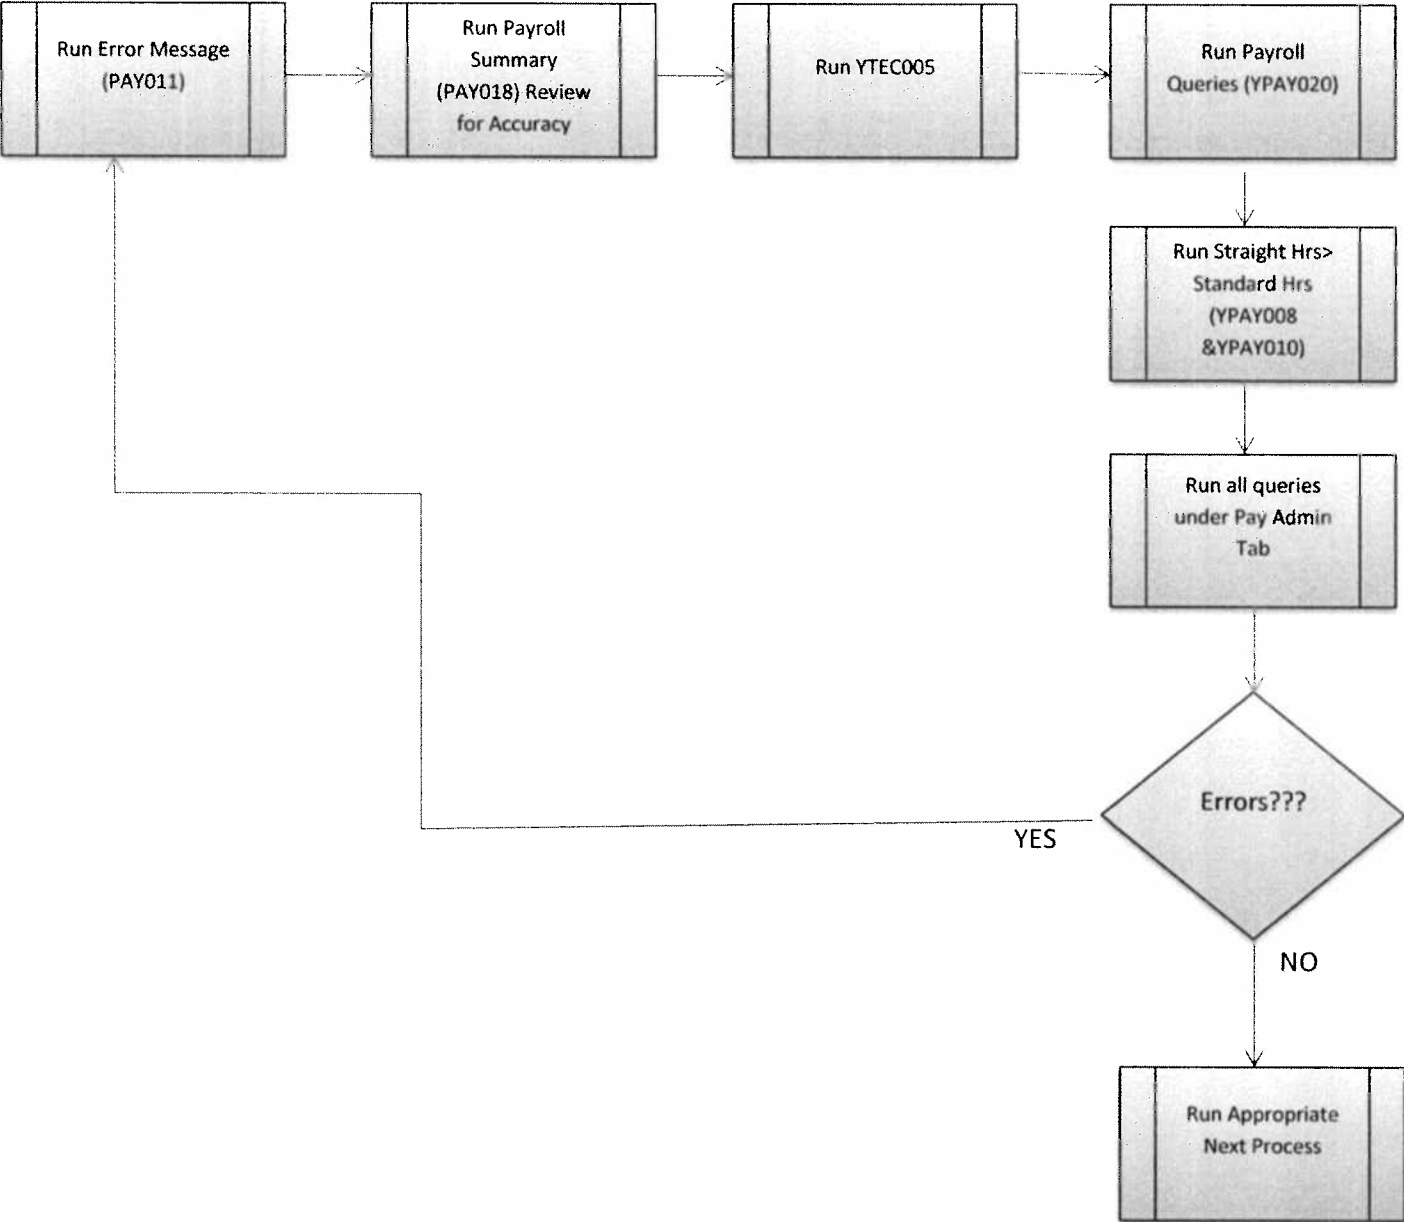 Run Error Message
(PAY011)
Run Payroll
Summary
(PAY018) Review
for Accuracy
Run YTEC005
Run Payroll
Queries (YPAY020)
Run Straight Hrs>
Standard Hrs
(YPAY008
&YPAY010)
Run all queries
under Pay Admin
Tab
Errors???
YES
NO
Run Appropriate
Next Process